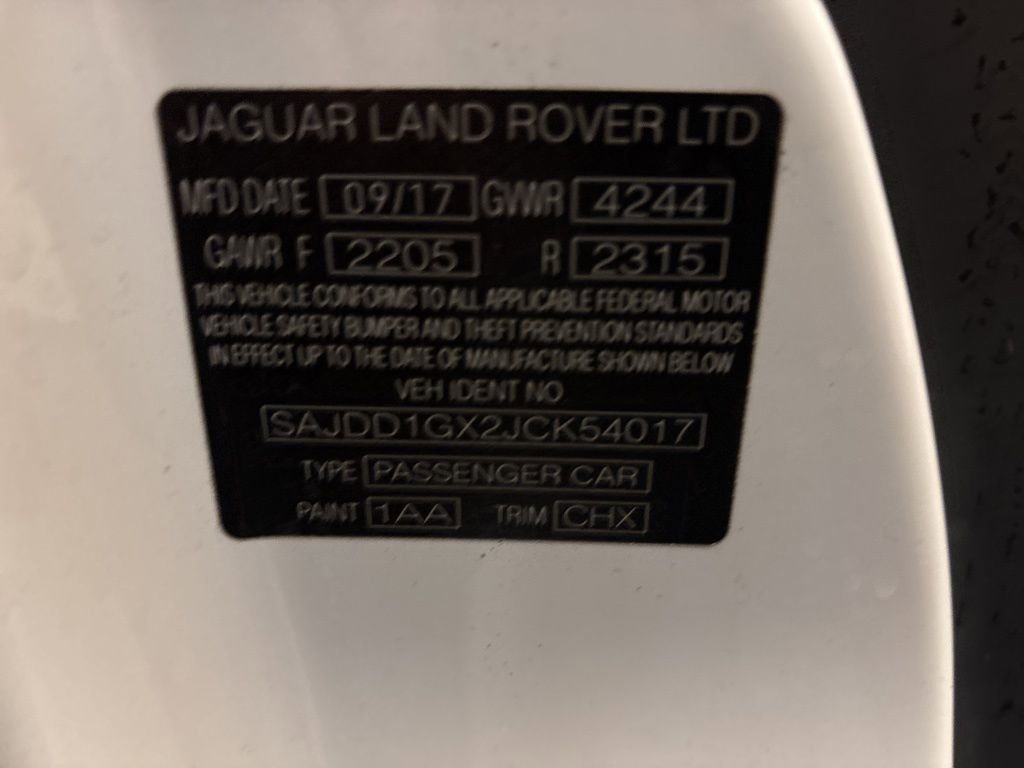 JAGUAR LAND ROVER LTD
MFD DATE 09/17 GVWR 4244
GAWR F 2205 R 2315
THIS VEHICLE CONFORMS TO ALL APPLICABLE FEDERAL MOTOR
VEHICLE SAFETY BUMPER AND THEFT PREVENTION STANDARDS
IN EFFECT UP TO THE DATE OF MANUFACTURE SHOWN BELOW
VEH IDENT NO
SAJDD1GX2JCK54017
TYPE PASSENGER CAR
PAINT 1AA TRIM CHX